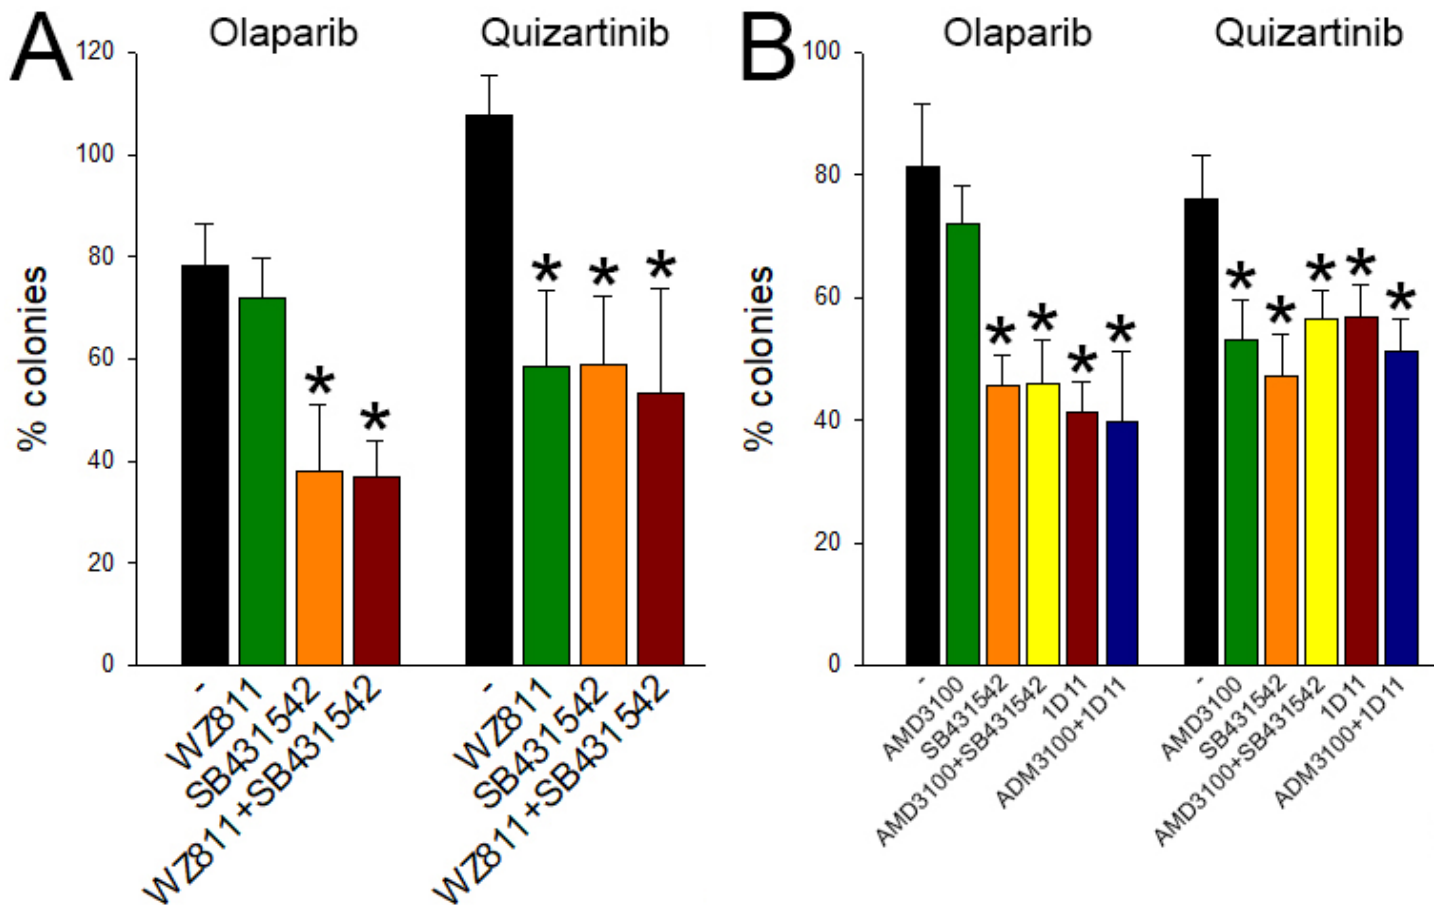 A
Olaparib
Quizartinib
120
100
80
60
40
20
0
% colonies
*
*
*
*
*
-
WZ811
SB431542
WZ811+SB431542
-
WZ811
SB431542
WZ811+SB431542
B
Olaparib
Quizartinib
100
80
60
40
20
0
% colonies
*
*
*
*
*
*
*
*
*
-
AMD3100
SB431542
AMD3100+SB431542
1D11
ADM3100+1D11
-
AMD3100
SB431542
AMD3100+SB431542
1D11
ADM3100+1D11